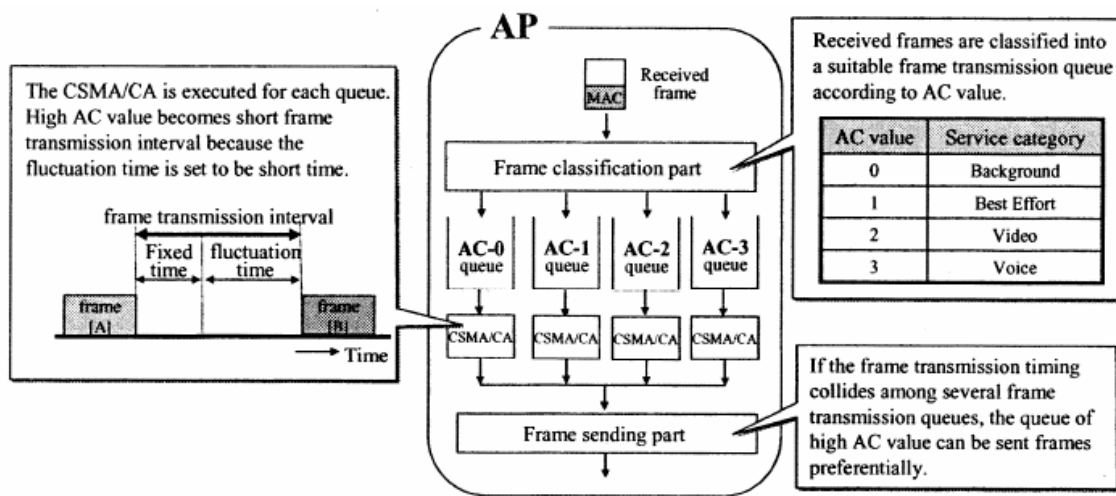 AP
The CSMA/CA is executed for each queue.
High AC value becomes short frame
transmission interval because the
fluctuation time is set to be short time.
frame transmission interval
Fixed
time
fluctuation
time
frame
[A]
frame
[B]
Time
Received
frame
MAC
Frame classification part
AC-0
queue
AC-1
queue
AC-2
queue
AC-3
queue
CSMA/CA
CSMA/CA
CSMA/CA
CSMA/CA
Frame sending part
Received frames are classified into
a suitable frame transmission queue
according to AC value.
AC value Service category
0 Background
1 Best Effort
2 Video
3 Voice
If the frame transmission timing
collides among several frame
transmission queues, the queue of
high AC value can be sent frames
preferentially.